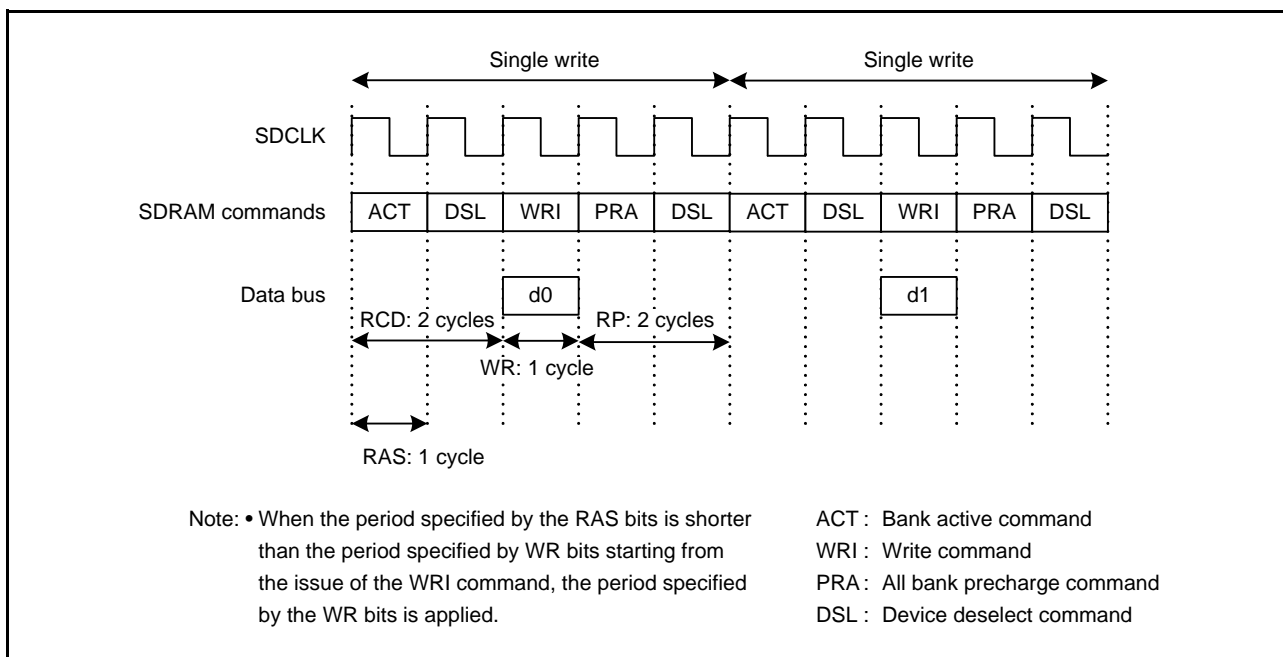 Single write Single write
SDCLK
SDRAM commands ACT DSL WRI PRA DSL ACT DSL WRI PRA DSL
Data bus d0 d1
RCD: 2 cycles RP: 2 cycles
WR: 1 cycle
RAS: 1 cycle
Note: • When the period specified by the RAS bits is shorter
than the period specified by WR bits starting from
the issue of the WRI command, the period specified
by the WR bits is applied.
ACT : Bank active command
WRI : Write command
PRA : All bank precharge command
DSL : Device deselect command